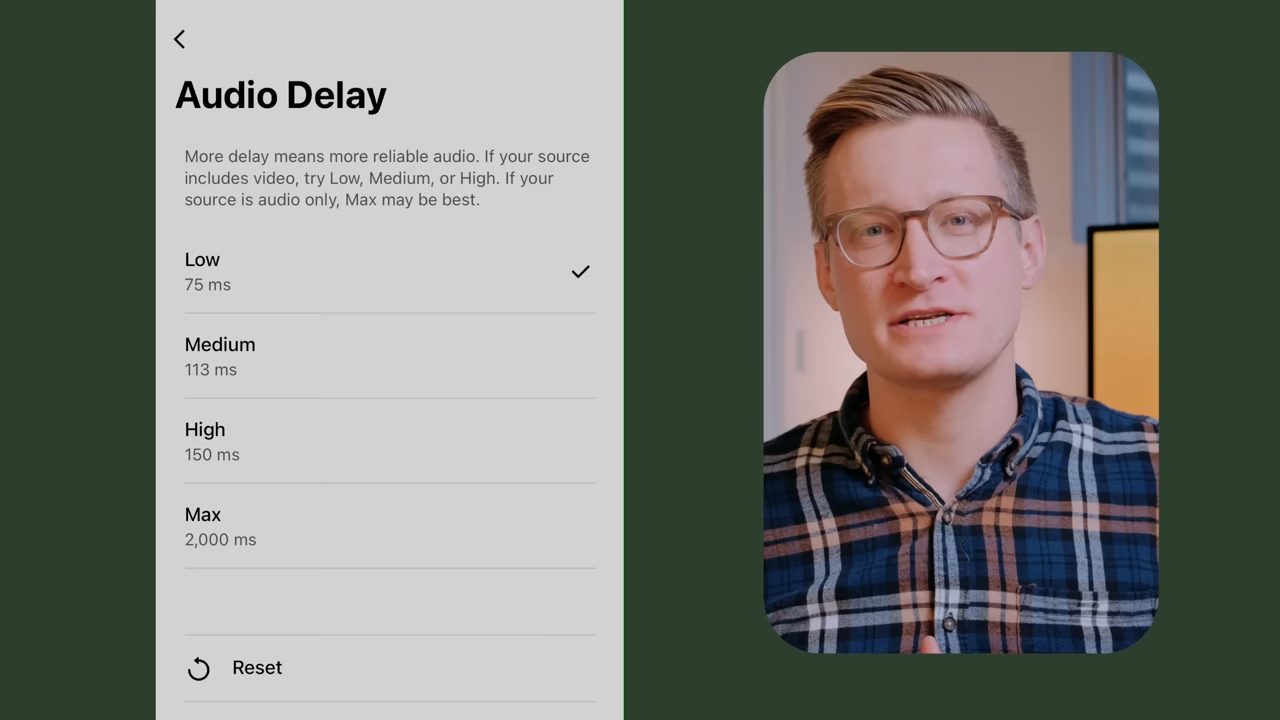 Audio Delay
More delay means more reliable audio. If your source
includes video, try Low, Medium, or High. If your
source is audio only, Max may be best.
Low
75 ms
Medium
113 ms
High
150 ms
Max
2,000 ms
Reset